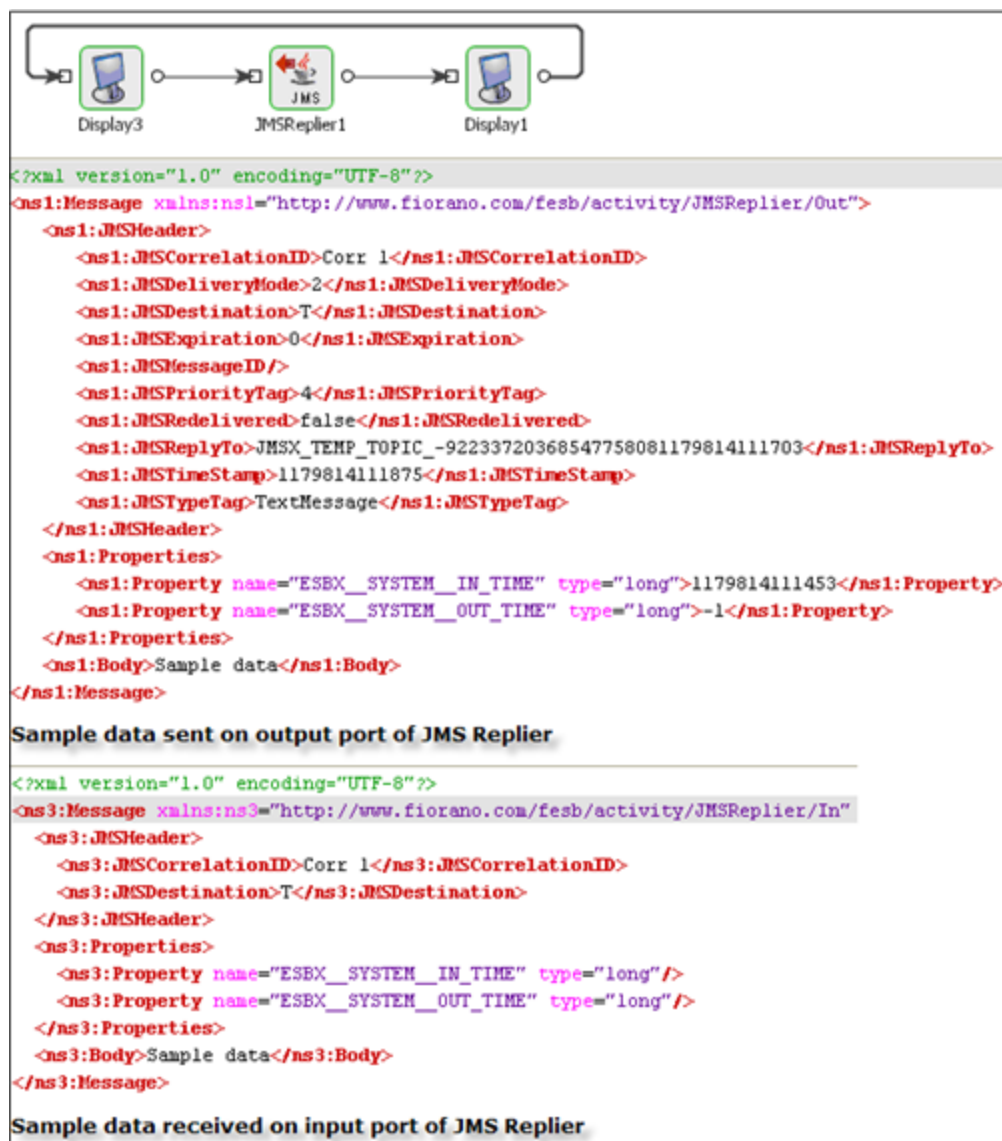 JMS
Display3
JMSReplier1
Display1
<?xml version="1.0" encoding="UTF-8"?>
<ns1:Message xmlns:ns1="http://www.fiorano.com/fesb/activity/JMSReplier/Out">
<ns1:JMSHeader>
<ns1:JMSCorrelationID>Corr 1</ns1:JMSCorrelationID>
<ns1:JMSDeliveryMode>2</ns1:JMSDeliveryMode>
<ns1:JMSDestination>T</ns1:JMSDestination>
<ns1:JMSExpiration>0</ns1:JMSExpiration>
<ns1:JMSMessageID/>
<ns1:JMSPriorityTag>4</ns1:JMSPriorityTag>
<ns1:JMSRedelivered>false</ns1:JMSRedelivered>
<ns1:JMSReplyTo>JMSX_TEMP_TOPIC_-92233720368547758081179814111703</ns1:JMSReplyTo>
<ns1:JMSTimeStamp>1179814111875</ns1:JMSTimeStamp>
<ns1:JMSTypeTag>TextMessage</ns1:JMSTypeTag>
</ns1:JMSHeader>
<ns1:Properties>
<ns1:Property name="ESBX__SYSTEM__IN_TIME" type="long">1179814111453</ns1:Property>
<ns1:Property name="ESBX__SYSTEM__OUT_TIME" type="long">-1</ns1:Property>
</ns1:Properties>
<ns1:Body>Sample data</ns1:Body>
</ns1:Message>
Sample data sent on output port of JMS Replier
<?xml version="1.0" encoding="UTF-8"?>
<ns3:Message xmlns:ns3="http://www.fiorano.com/fesb/activity/JMSReplier/In"
<ns3:JMSHeader>
<ns3:JMSCorrelationID>Corr 1</ns3:JMSCorrelationID>
<ns3:JMSDestination>T</ns3:JMSDestination>
</ns3:JMSHeader>
<ns3:Properties>
<ns3:Property name="ESBX__SYSTEM__IN_TIME" type="long"/>
<ns3:Property name="ESBX__SYSTEM__OUT_TIME" type="long"/>
</ns3:Properties>
<ns3:Body>Sample data</ns3:Body>
</ns3:Message>
Sample data received on input port of JMS Replier